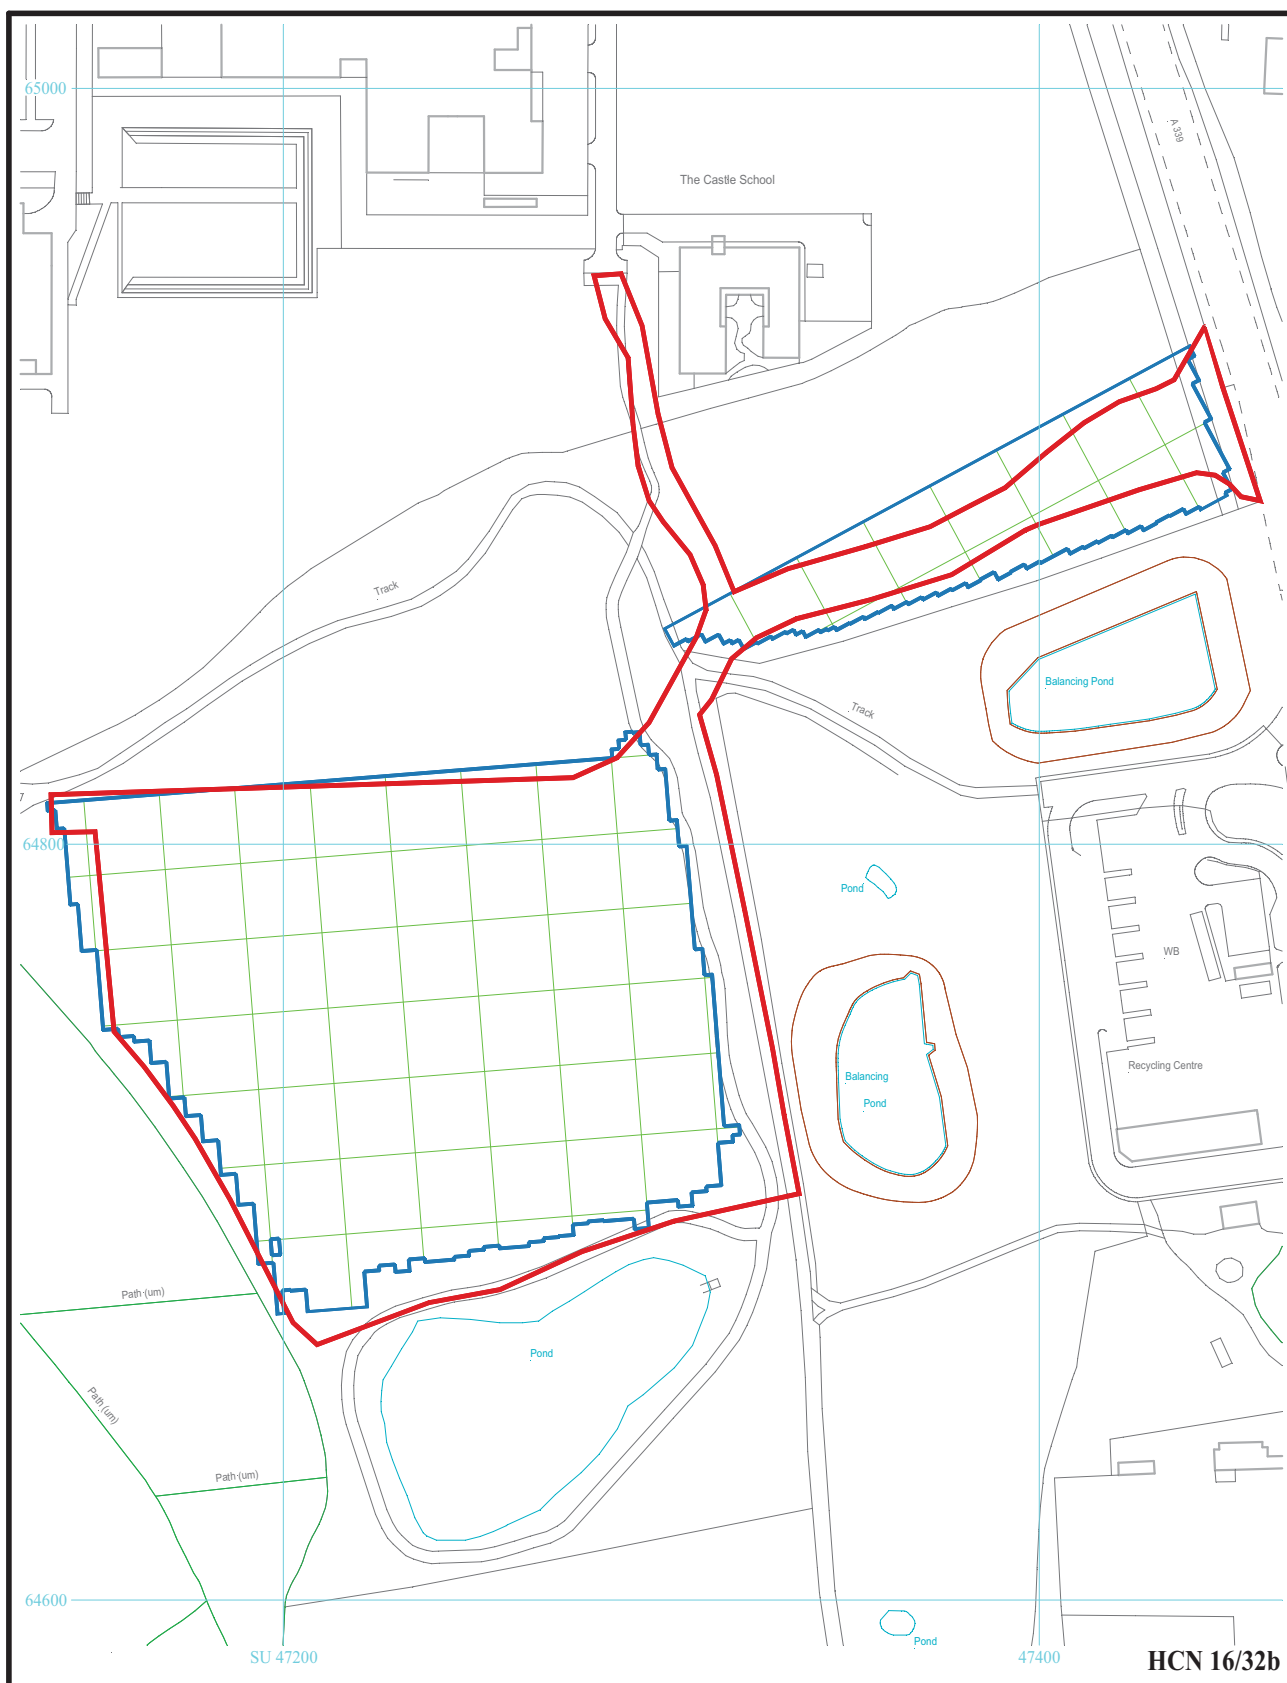 65000
A 339
The Castle School
Track
Balancing Pond
Track
7
64800
Pond
WB
Recycling Centre
Balancing
Pond
Path (um)
Pond
Path (um)
Path (um)
64600
Pond
SU 47200
47400
HCN 16/32b